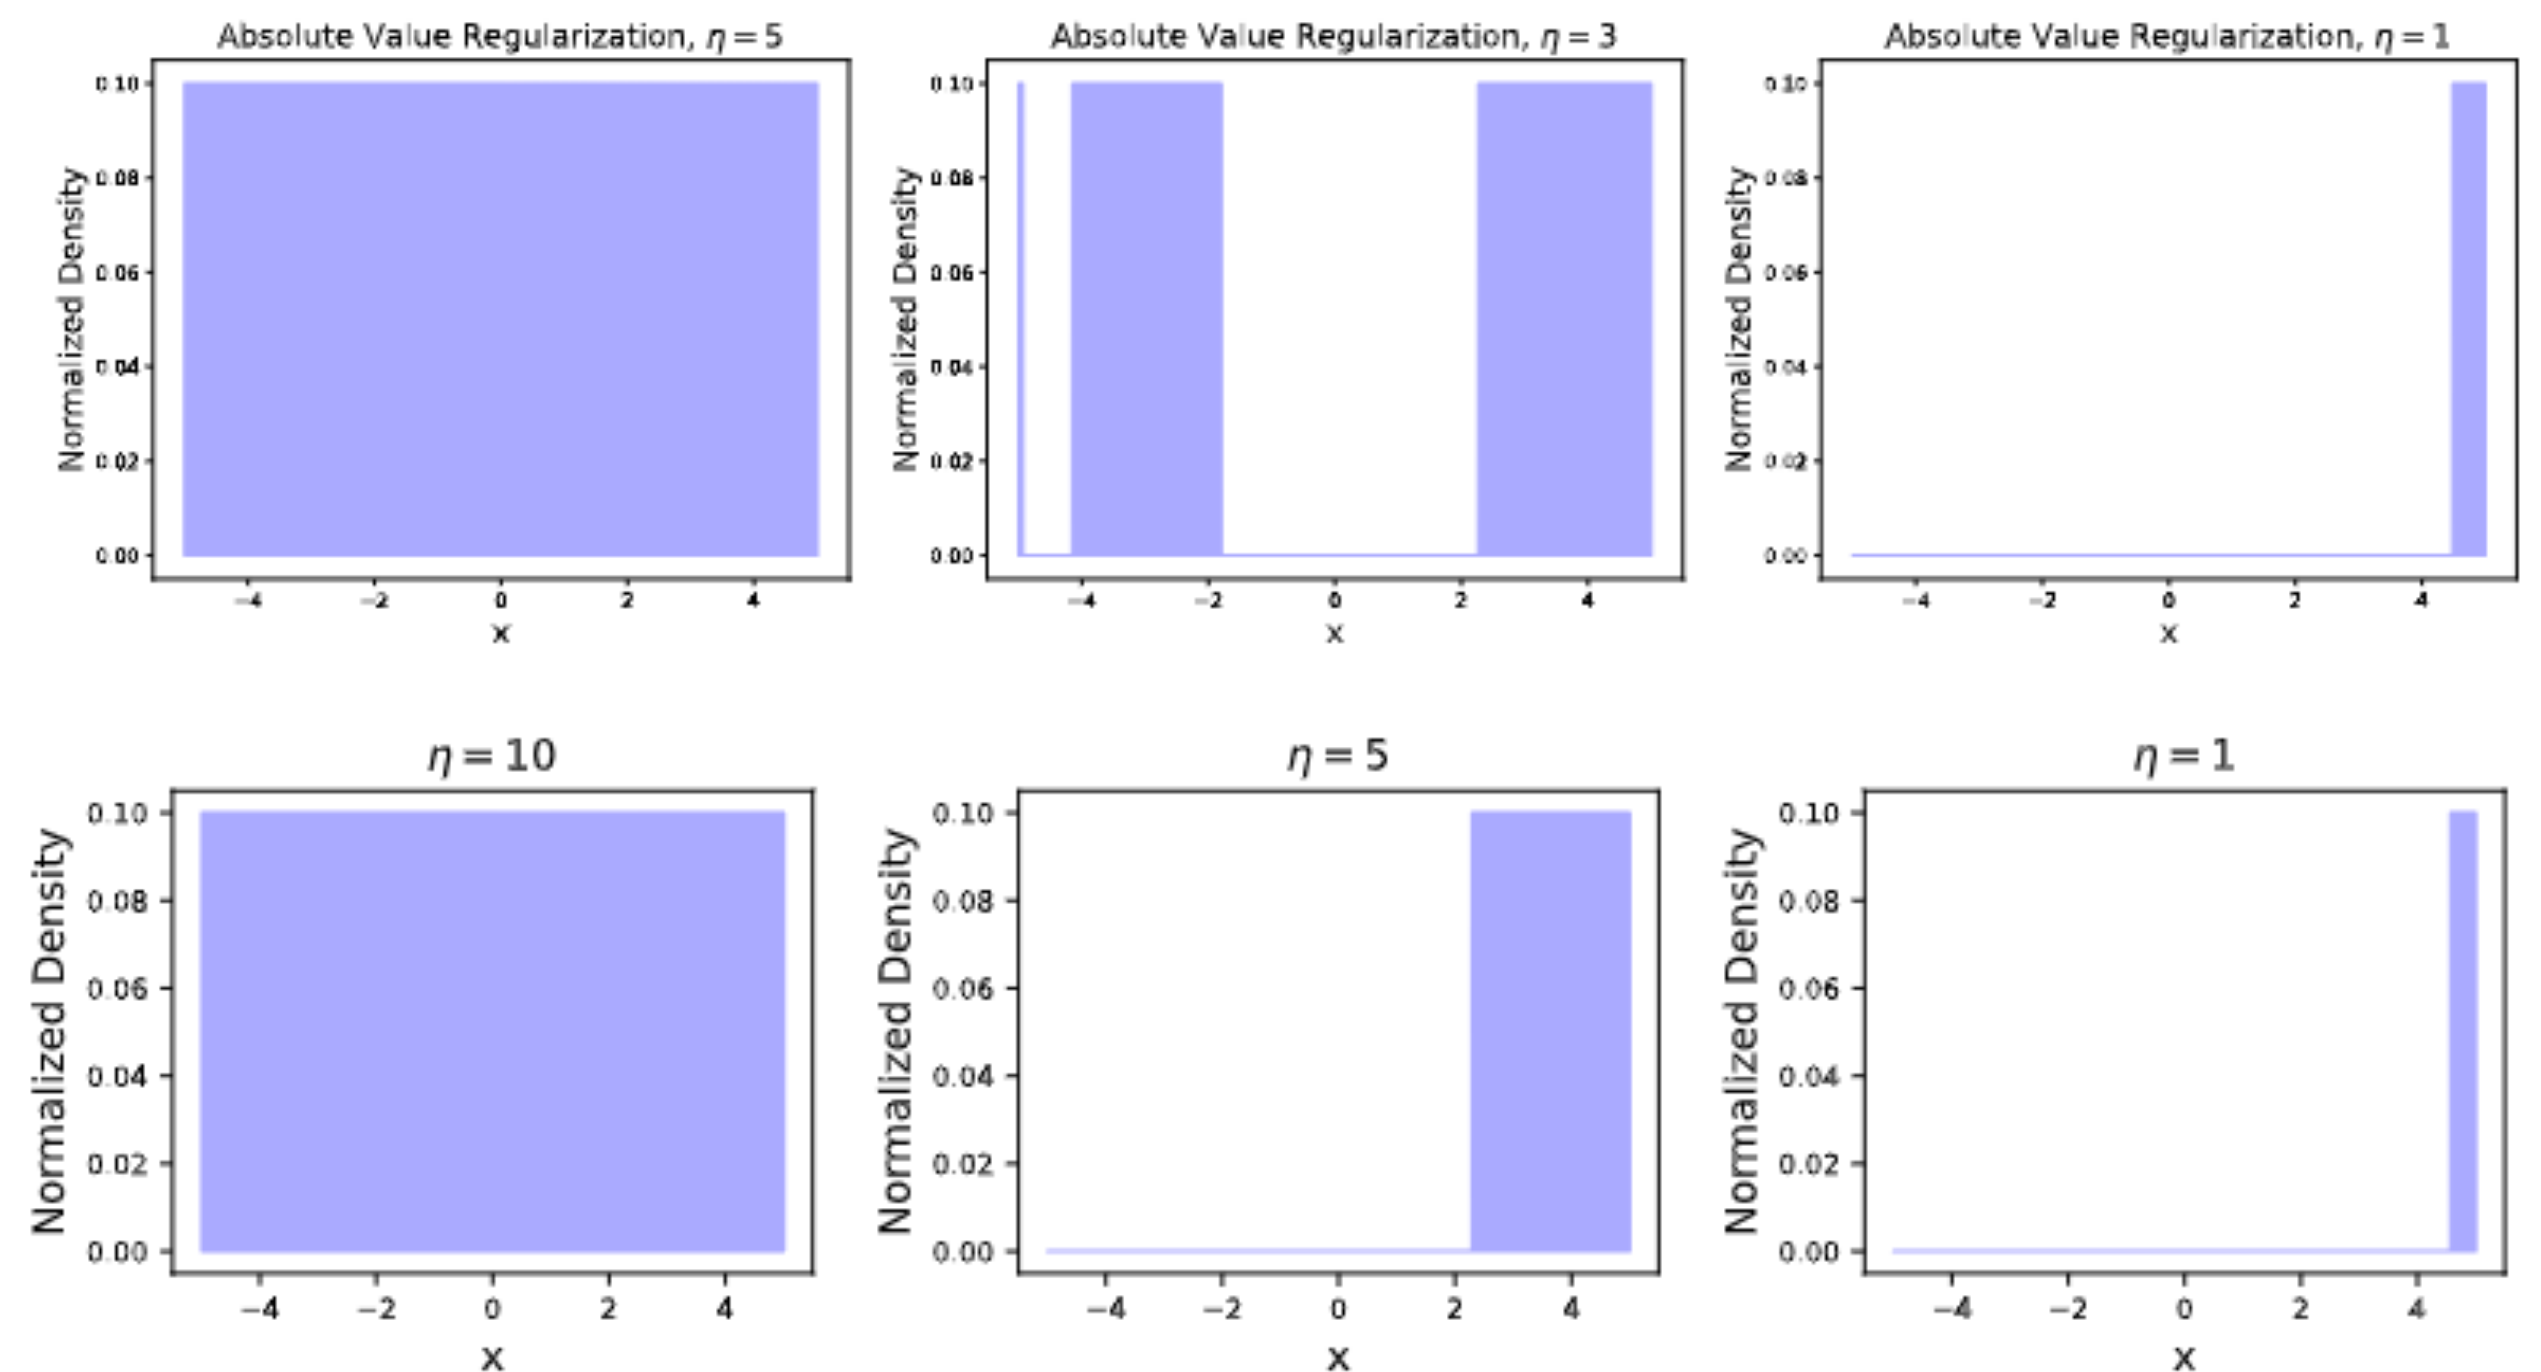 Absolute Value Regularization, η = 5
Normalized Density
0.10
0.08
0.06
0.04
0.02
0.00
−4 −2 0 2 4
x
Absolute Value Regularization, η = 3
Normalized Density
0.10
0.08
0.06
0.04
0.02
0.00
−4 −2 0 2 4
x
Absolute Value Regularization, η = 1
Normalized Density
0.10
0.08
0.06
0.04
0.02
0.00
−4 −2 0 2 4
x
η = 10
Normalized Density
0.10
0.08
0.06
0.04
0.02
0.00
−4 −2 0 2 4
x
η = 5
Normalized Density
0.10
0.08
0.06
0.04
0.02
0.00
−4 −2 0 2 4
x
η = 1
Normalized Density
0.10
0.08
0.06
0.04
0.02
0.00
−4 −2 0 2 4
x